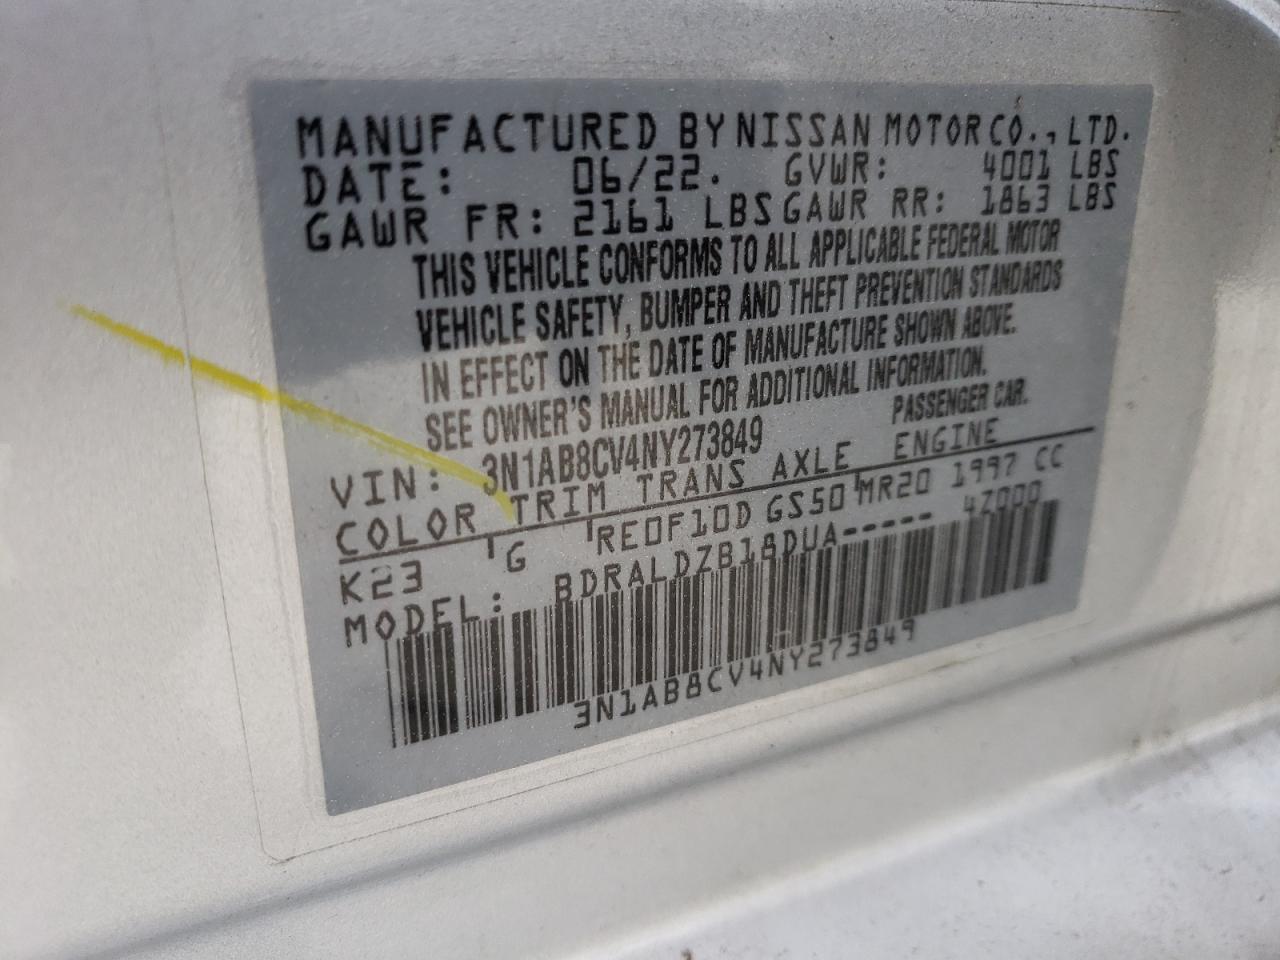 MANUFACTURED BY NISSAN MOTOR CO., LTD.
DATE: 06/22. GVWR: 4001 LBS
GAWR FR: 2161 LBS GAWR RR: 1863 LBS
THIS VEHICLE CONFORMS TO ALL APPLICABLE FEDERAL MOTOR
VEHICLE SAFETY, BUMPER AND THEFT PREVENTION STANDARDS
IN EFFECT ON THE DATE OF MANUFACTURE SHOWN ABOVE.
SEE OWNER'S MANUAL FOR ADDITIONAL INFORMATION.
VIN: 3N1AB8CV4NY273849 PASSENGER CAR.
COLOR TRIM TRANS AXLE ENGINE
K23 G RE0F10D GS50 MR20 1997 CC
MODEL: BDRALDZB18DUA----- 4Z000
3N1AB8CV4NY273849